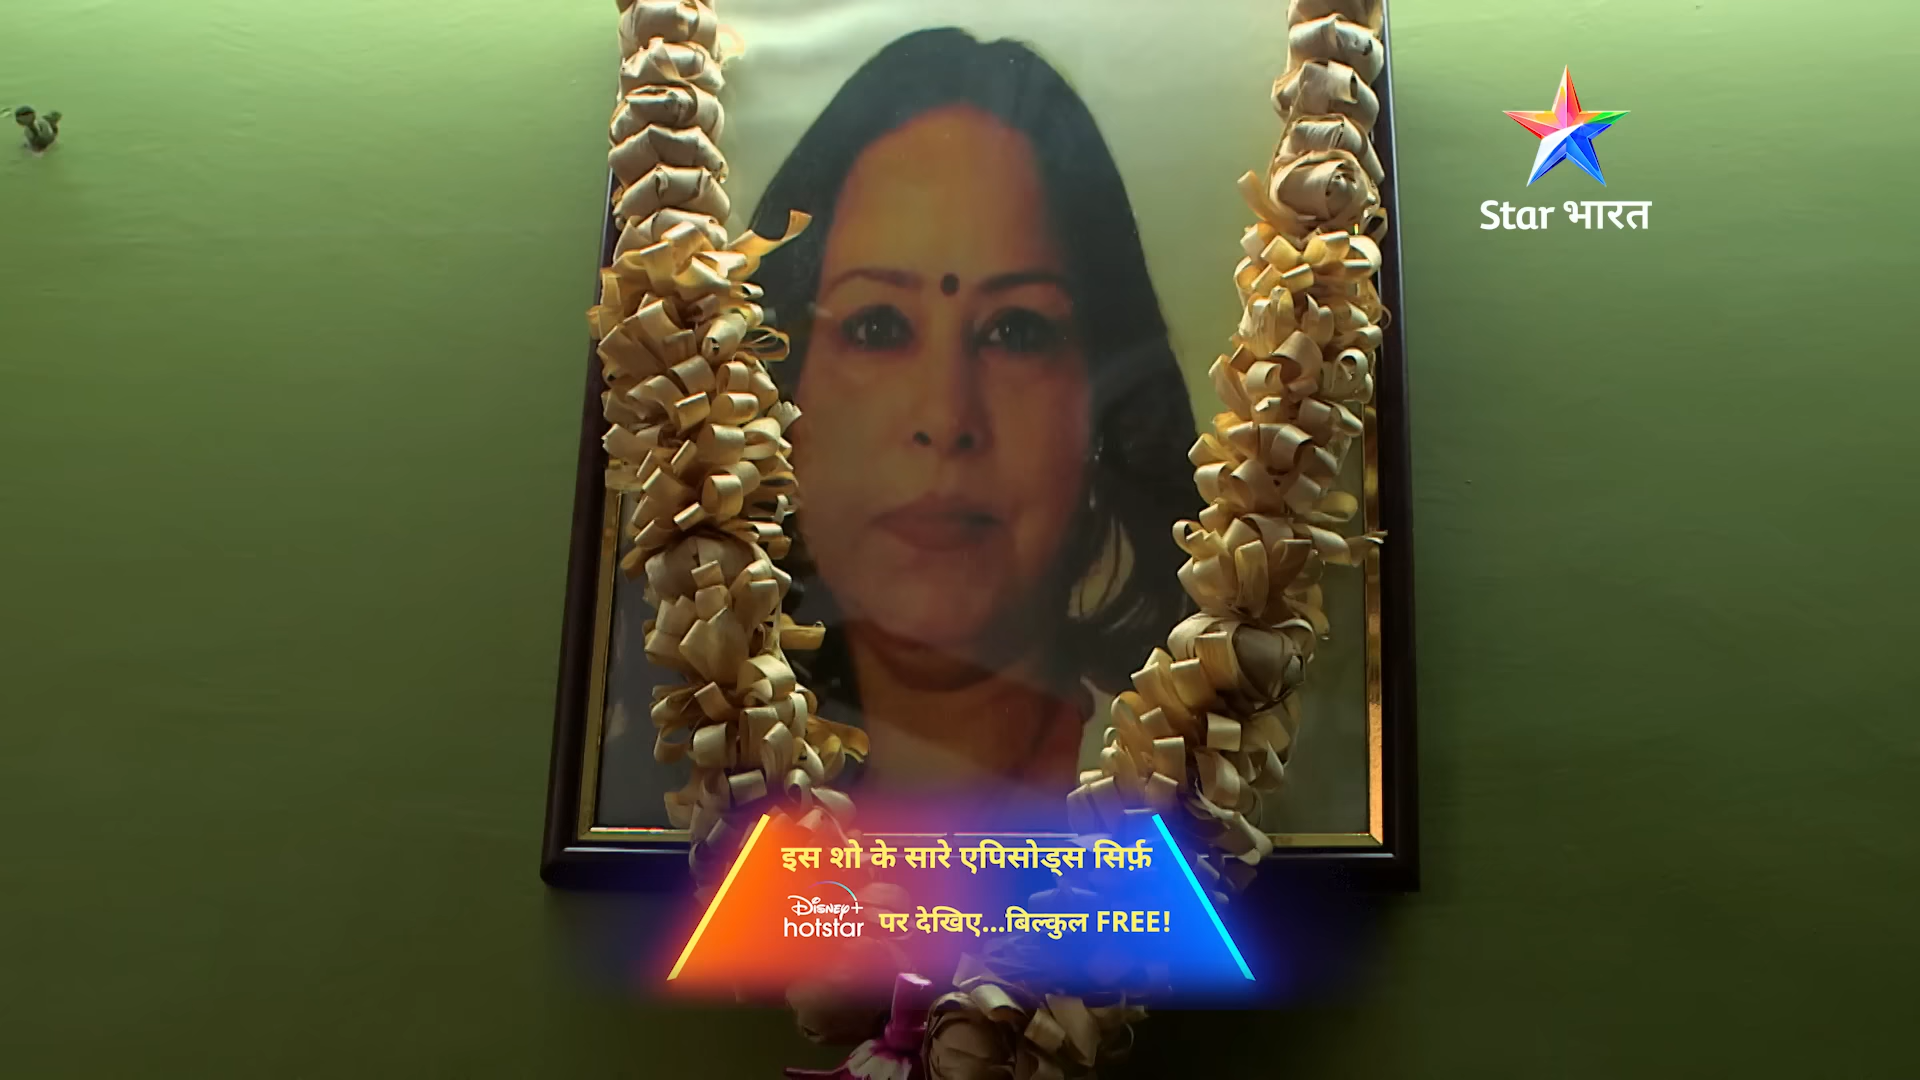 Star भारत
इस शो के सारे एपिसोड्स सिर्फ़
Disney+ hotstar पर देखिए...बिल्कुल FREE!